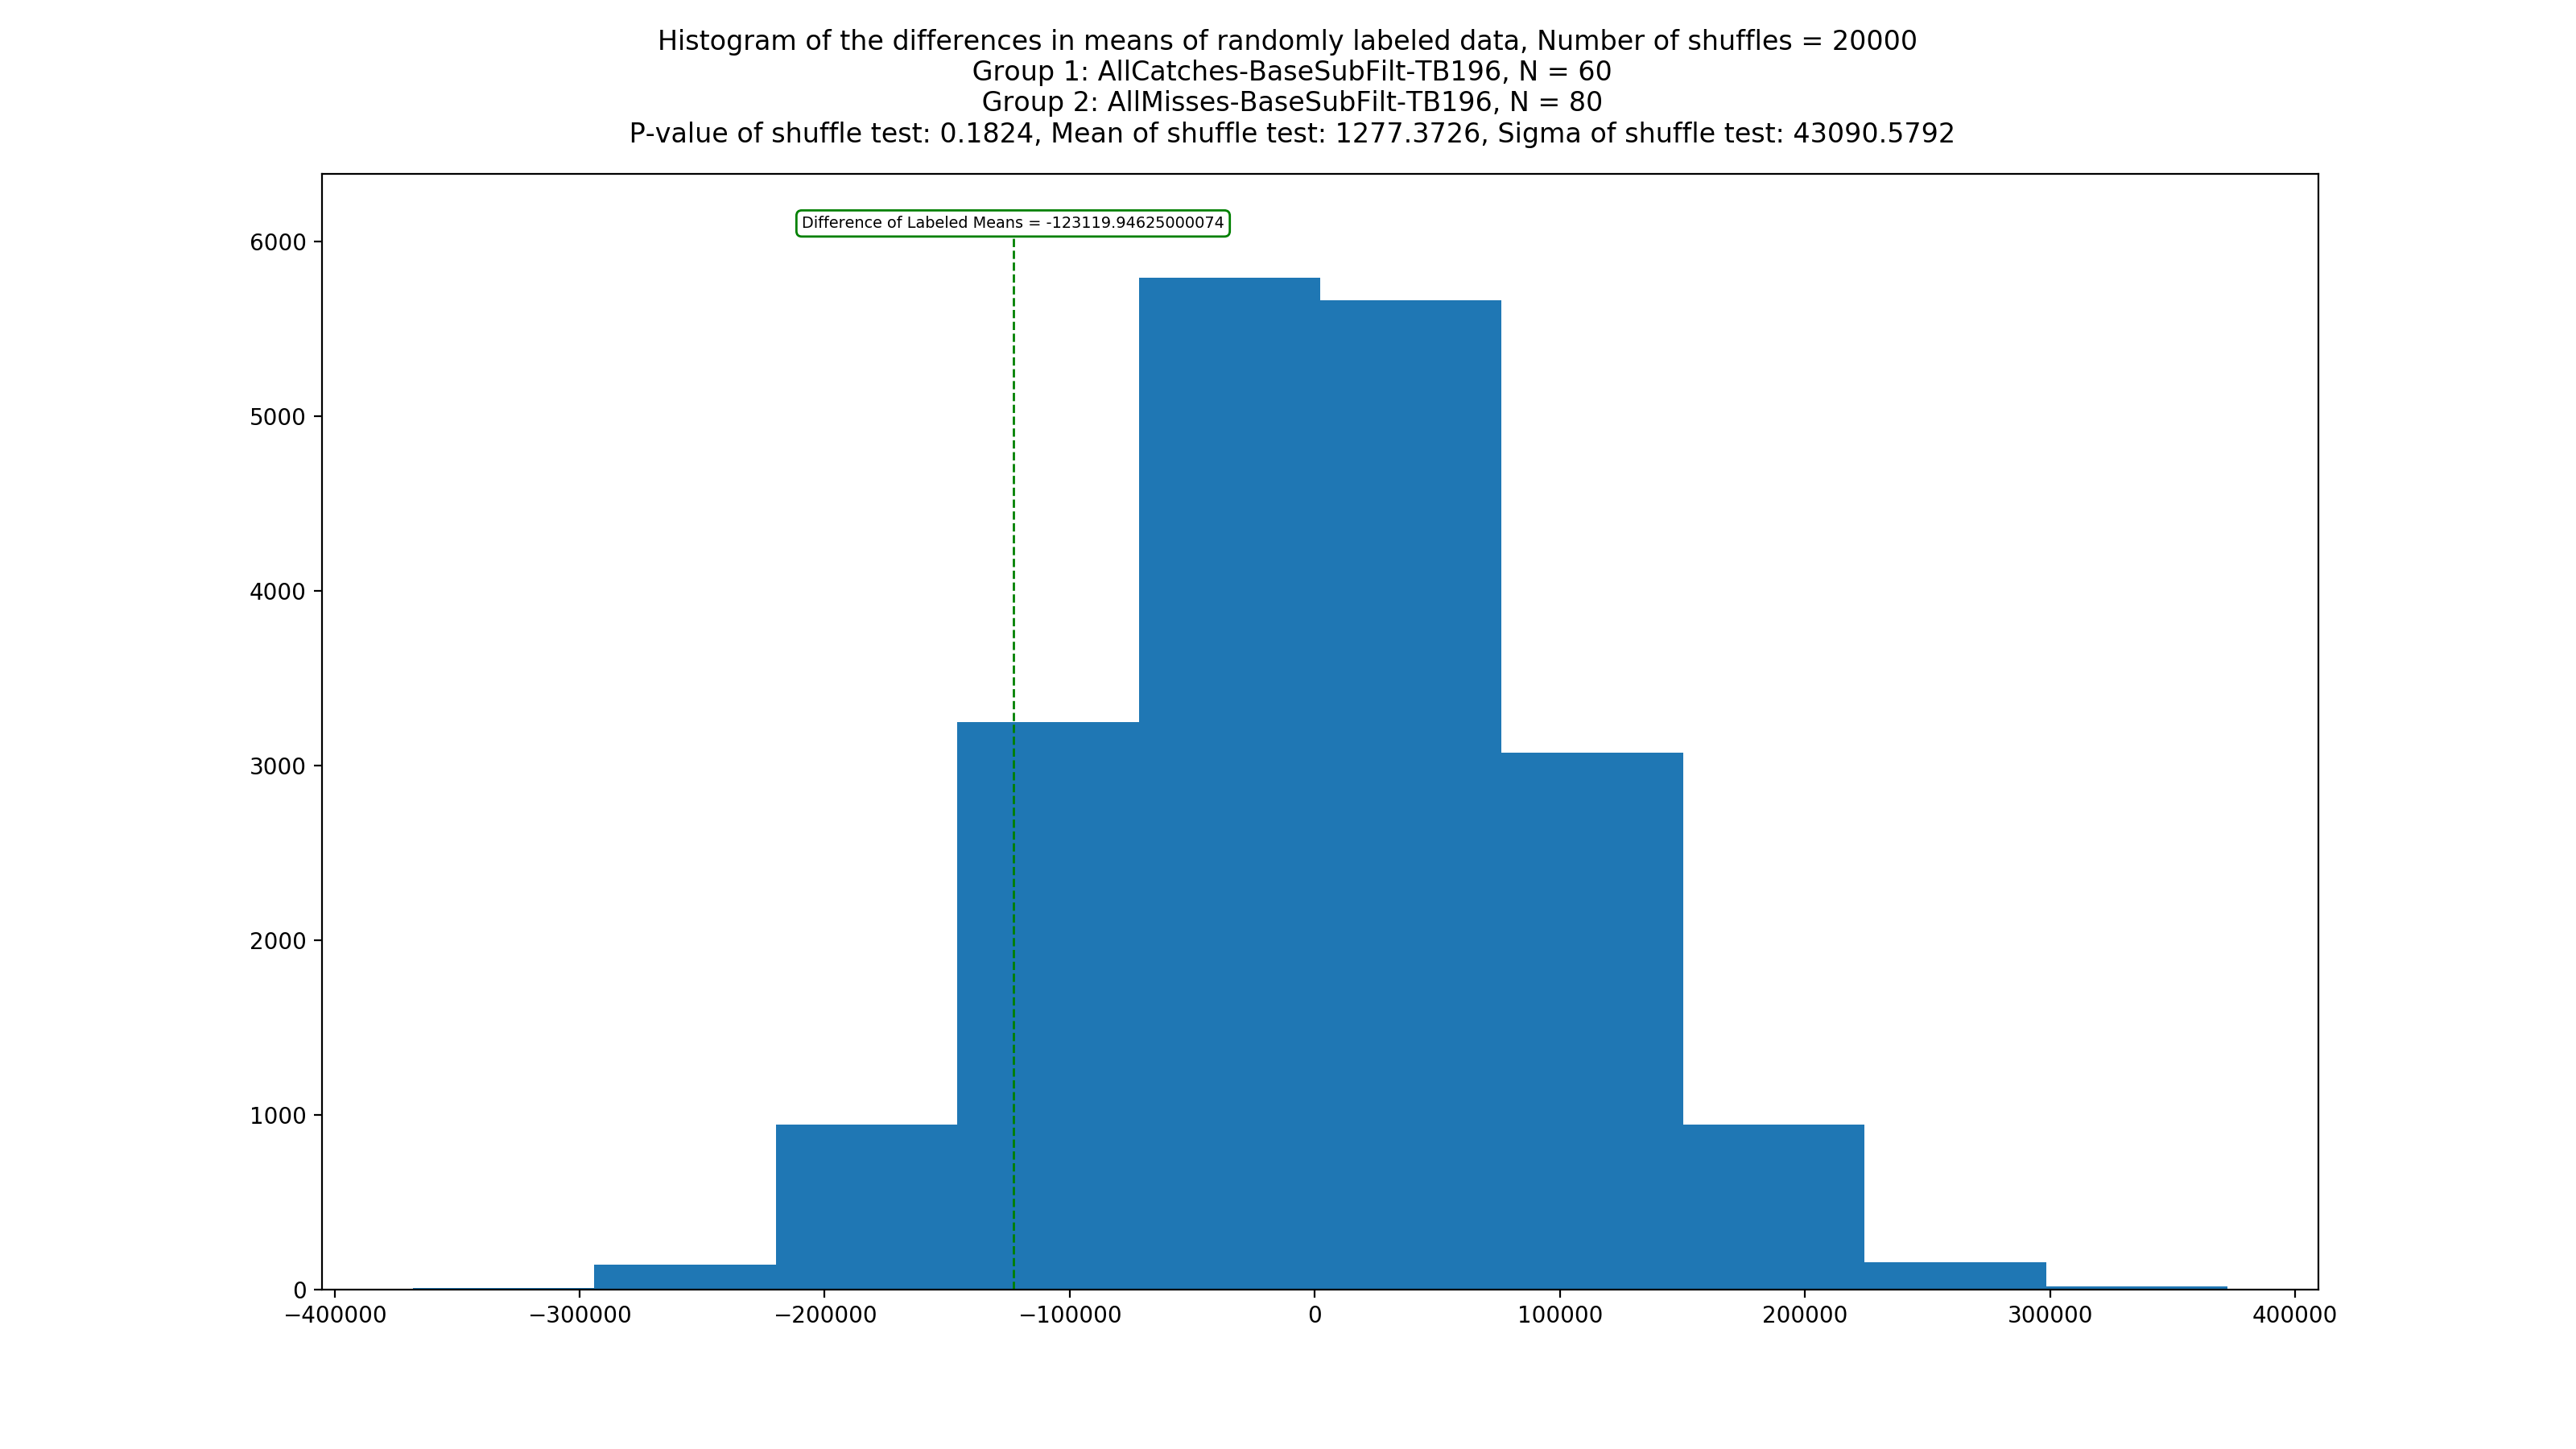 Histogram of the differences in means of randomly labeled data, Number of shuffles = 20000
Group 1: AllCatches-BaseSubFilt-TB196, N = 60
Group 2: AllMisses-BaseSubFilt-TB196, N = 80
P-value of shuffle test: 0.1824, Mean of shuffle test: 1277.3726, Sigma of shuffle test: 43090.5792
Difference of Labeled Means = -123119.94625000074
6000
5000
4000
3000
2000
1000
0
−400000 −300000 −200000 −100000 0 100000 200000 300000 400000